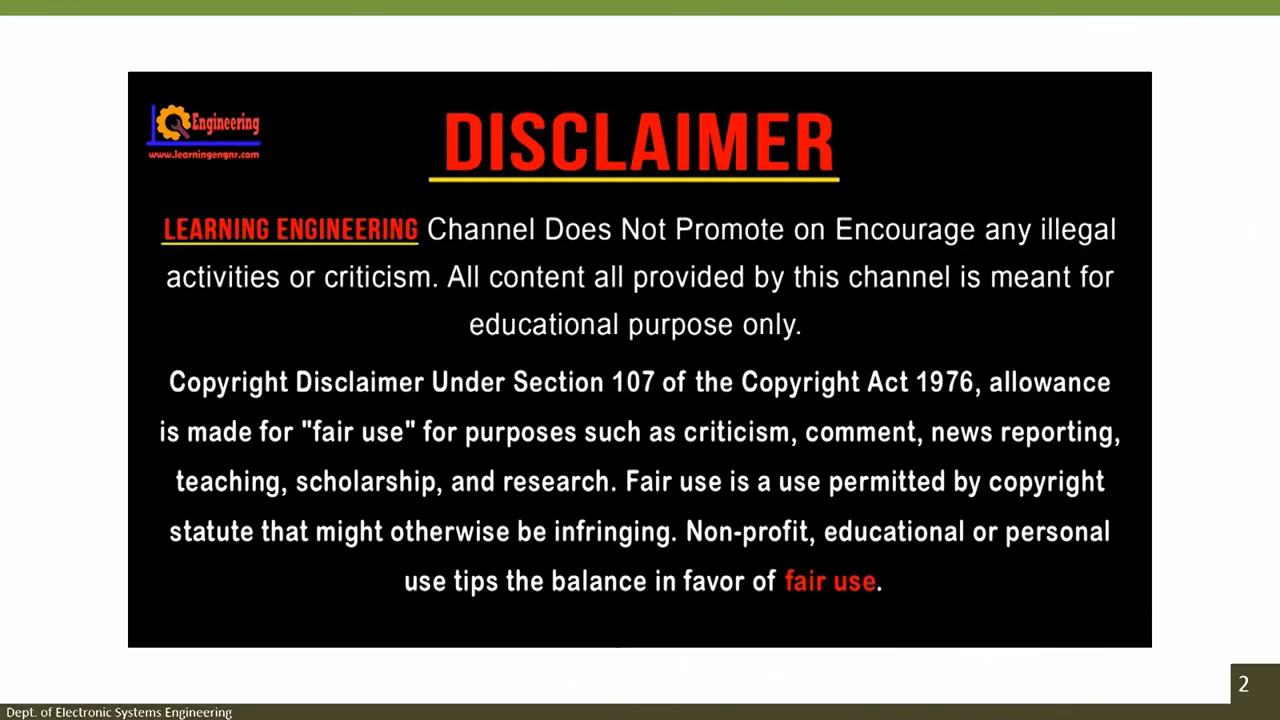 Engineering
www.learningengnr.com
DISCLAIMER
LEARNING ENGINEERING Channel Does Not Promote on Encourage any illegal
activities or criticism. All content all provided by this channel is meant for
educational purpose only.
Copyright Disclaimer Under Section 107 of the Copyright Act 1976, allowance
is made for "fair use" for purposes such as criticism, comment, news reporting,
teaching, scholarship, and research. Fair use is a use permitted by copyright
statute that might otherwise be infringing. Non-profit, educational or personal
use tips the balance in favor of fair use.
2
Dept. of Electronic Systems Engineering